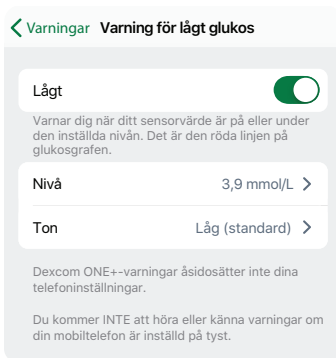 Varningar Varning för lågt glukos
Lågt
Varnar dig när ditt sensorvärde är på eller under
den inställda nivån. Det är den röda linjen på
glukosgrafen.
Nivå 3,9 mmol/L
Ton Låg (standard)
Dexcom ONE+-varningar åsidosätter inte dina
telefoninställningar.
Du kommer INTE att höra eller känna varningar om
din mobiltelefon är inställd på tyst.